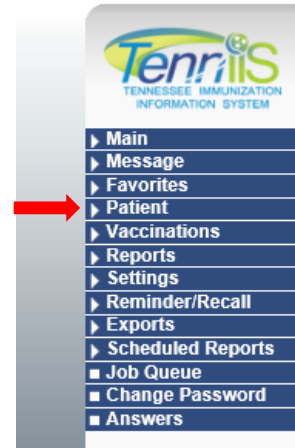 TennIIS
TENNESSEE IMMUNIZATION
INFORMATION SYSTEM
Main
Message
Favorites
Patient
Vaccinations
Reports
Settings
Reminder/Recall
Exports
Scheduled Reports
Job Queue
Change Password
Answers